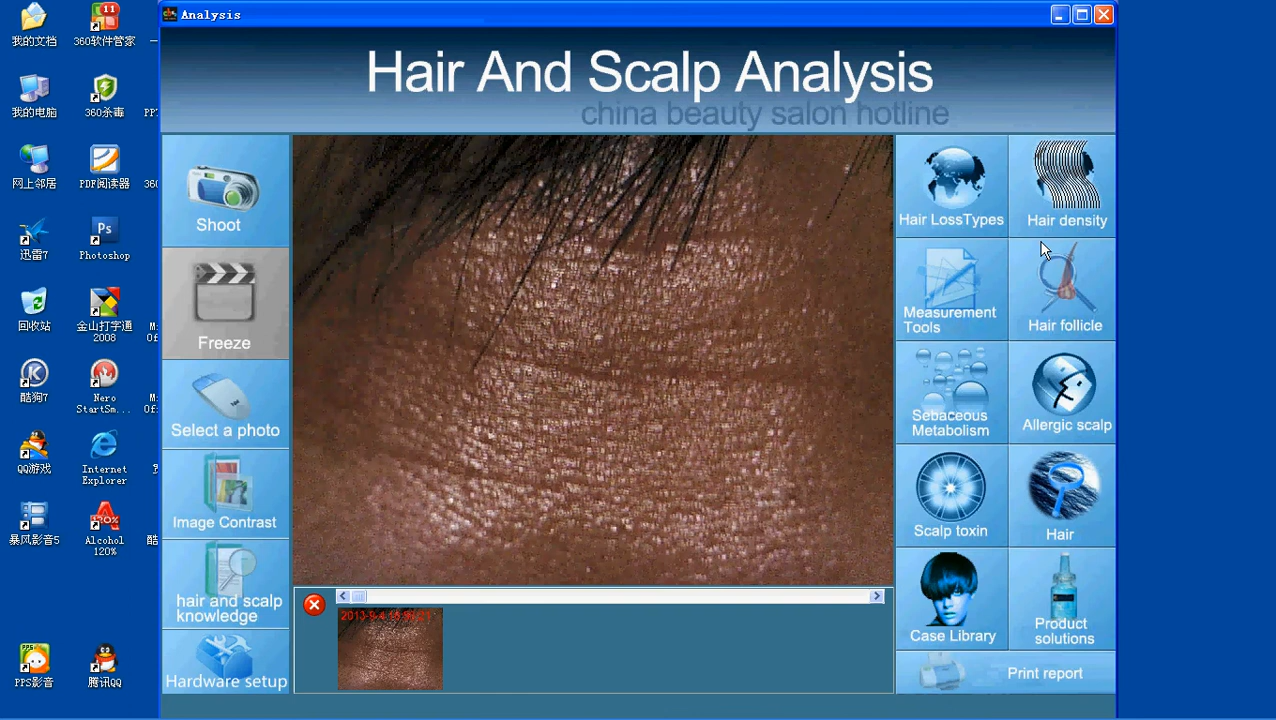 Analysis
Hair And Scalp Analysis
china beauty salon hotline
我的文档
360软件管家
我的电脑
360杀毒
网上邻居
PDF阅读器
迅雷7
Photoshop
回收站
金山打字通
2008
酷狗7
Nero
StartSm...
QQ游戏
Internet
Explorer
暴风影音5
Alcohol
120%
PPS影音
腾讯QQ
Shoot
Freeze
Select a photo
Image Contrast
hair and scalp
knowledge
Hardware setup
Hair LossTypes
Hair density
Measurement
Tools
Hair follicle
Sebaceous
Metabolism
Allergic scalp
Scalp toxin
Hair
Case Library
Product
solutions
Print report